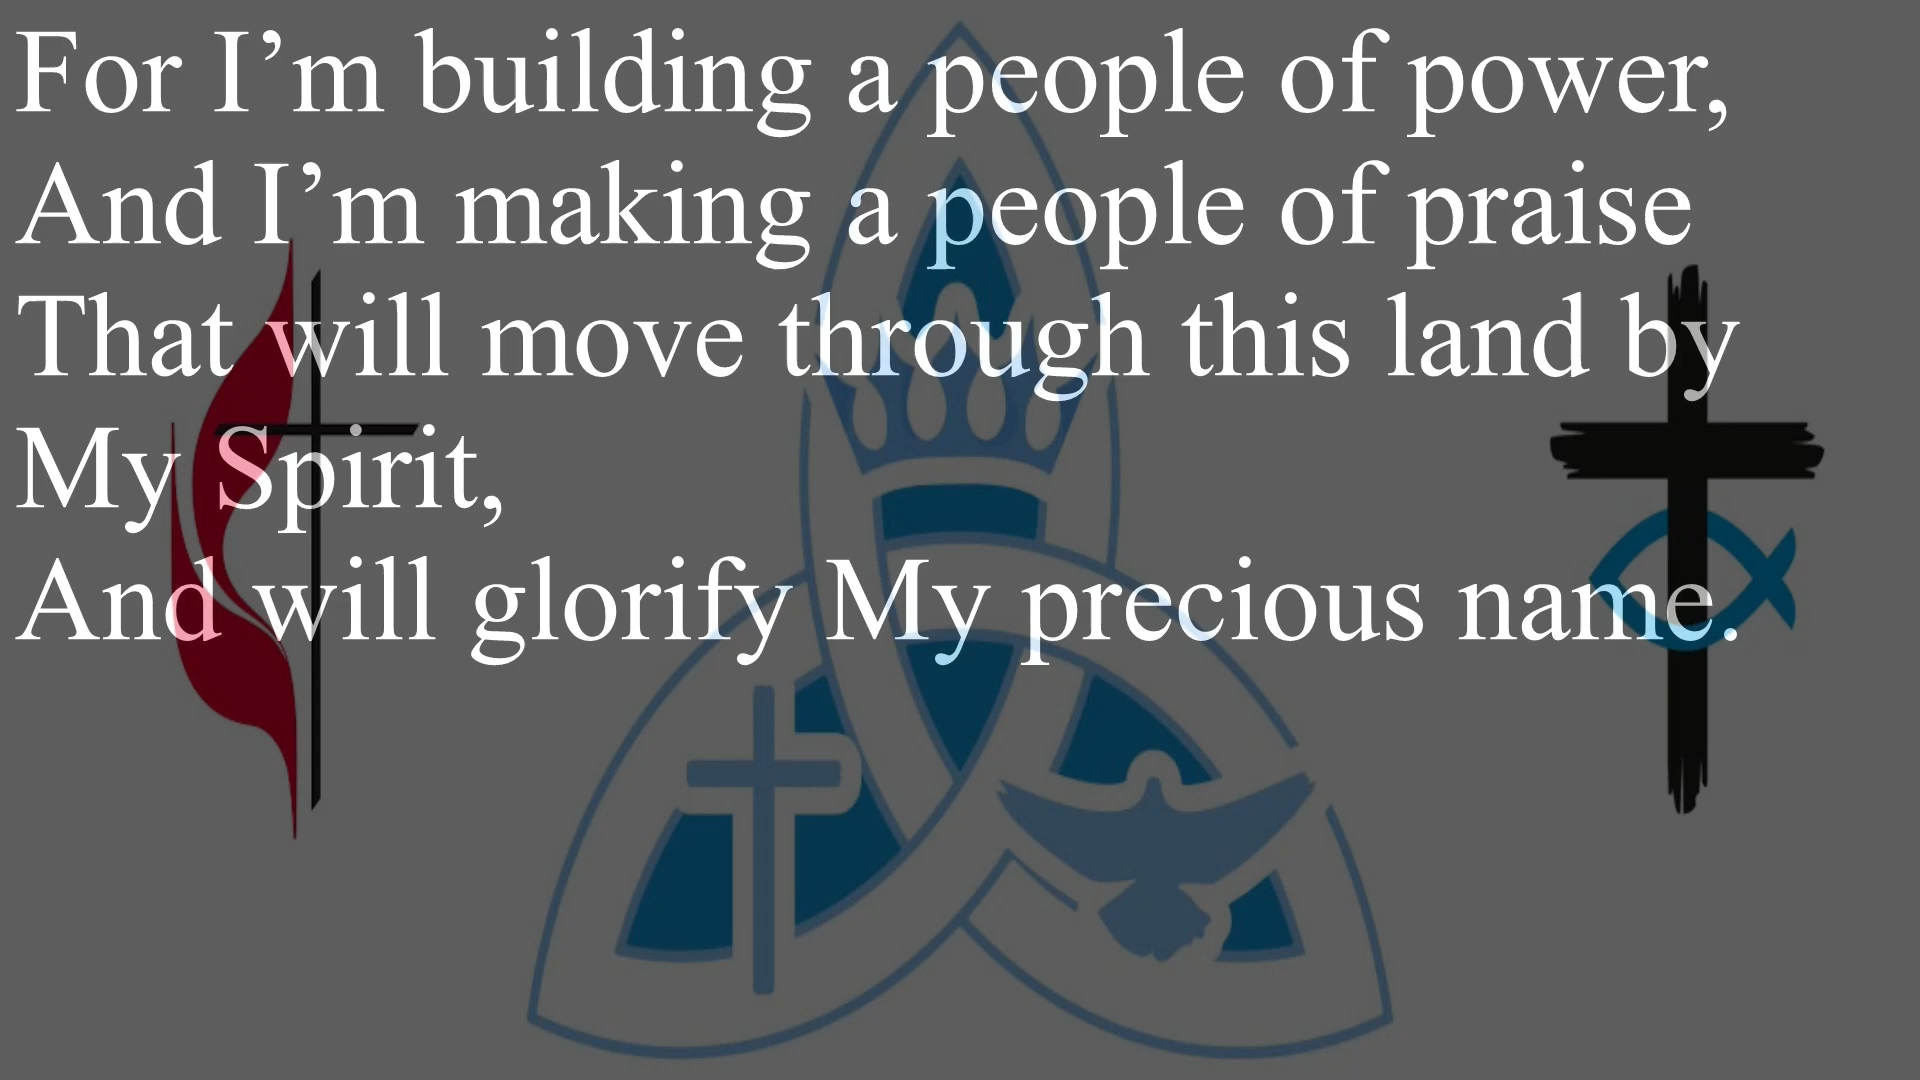 For I’m building a people of power,
And I’m making a people of praise
That will move through this land by
My Spirit,
And will glorify My precious name.